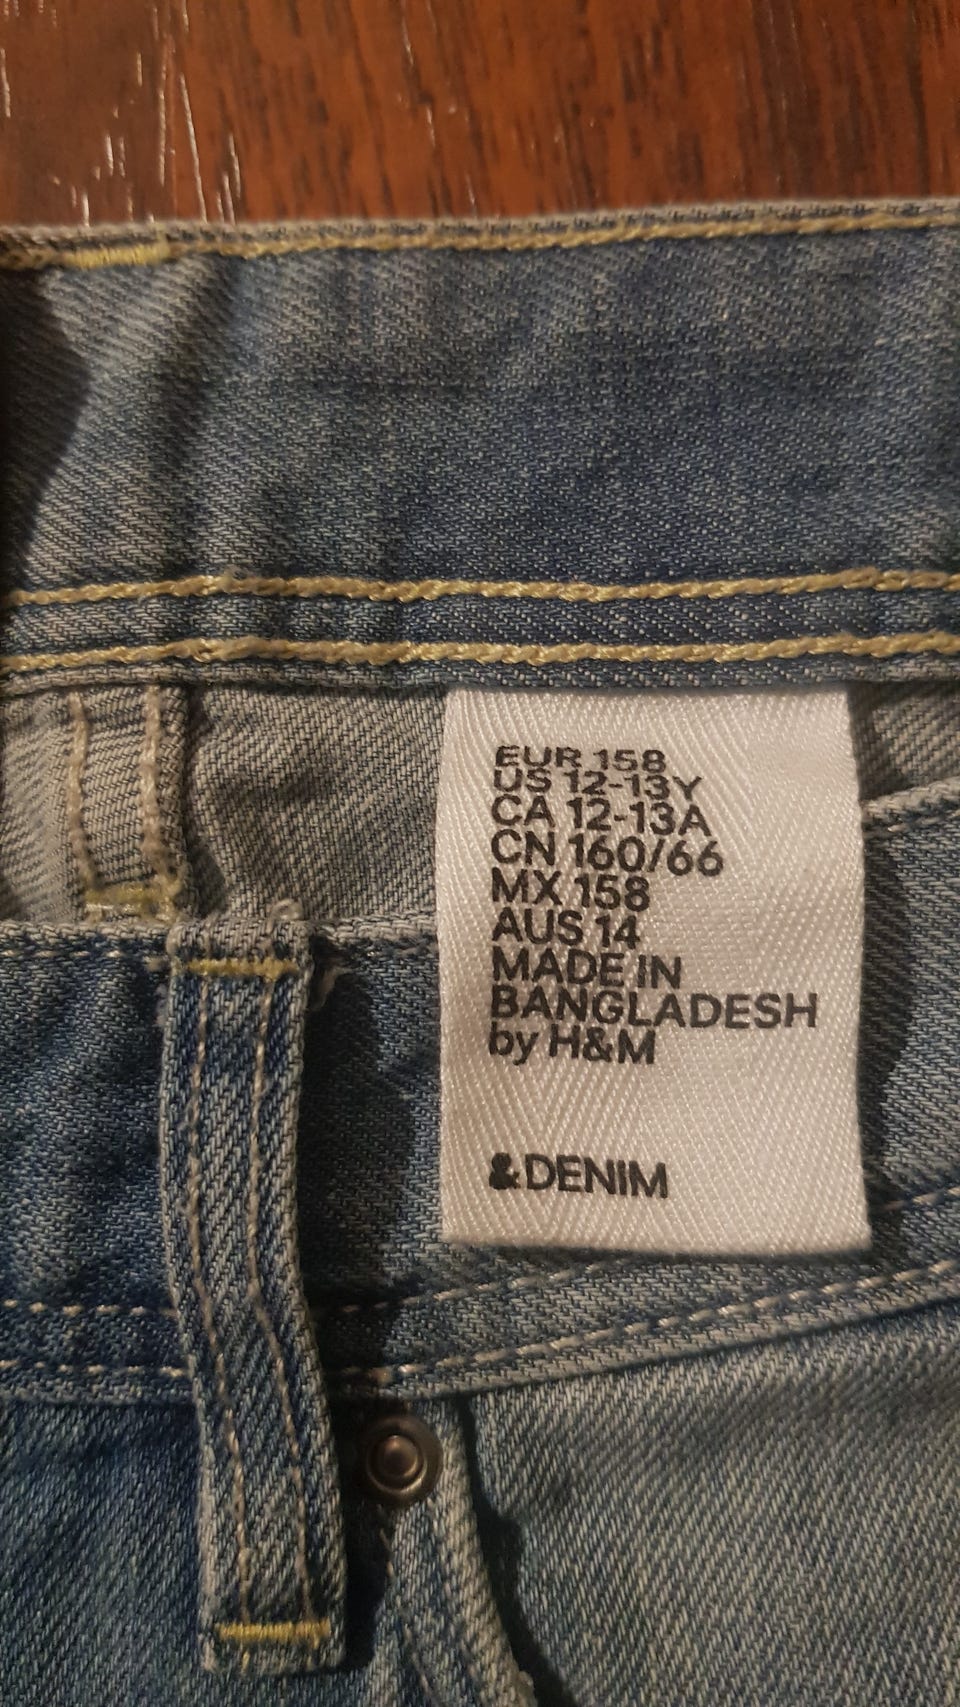 EUR 158
US 12-13Y
CA 12-13A
CN 160/66
MX 158
AUS 14
MADE IN
BANGLADESH
by H&M
&DENIM